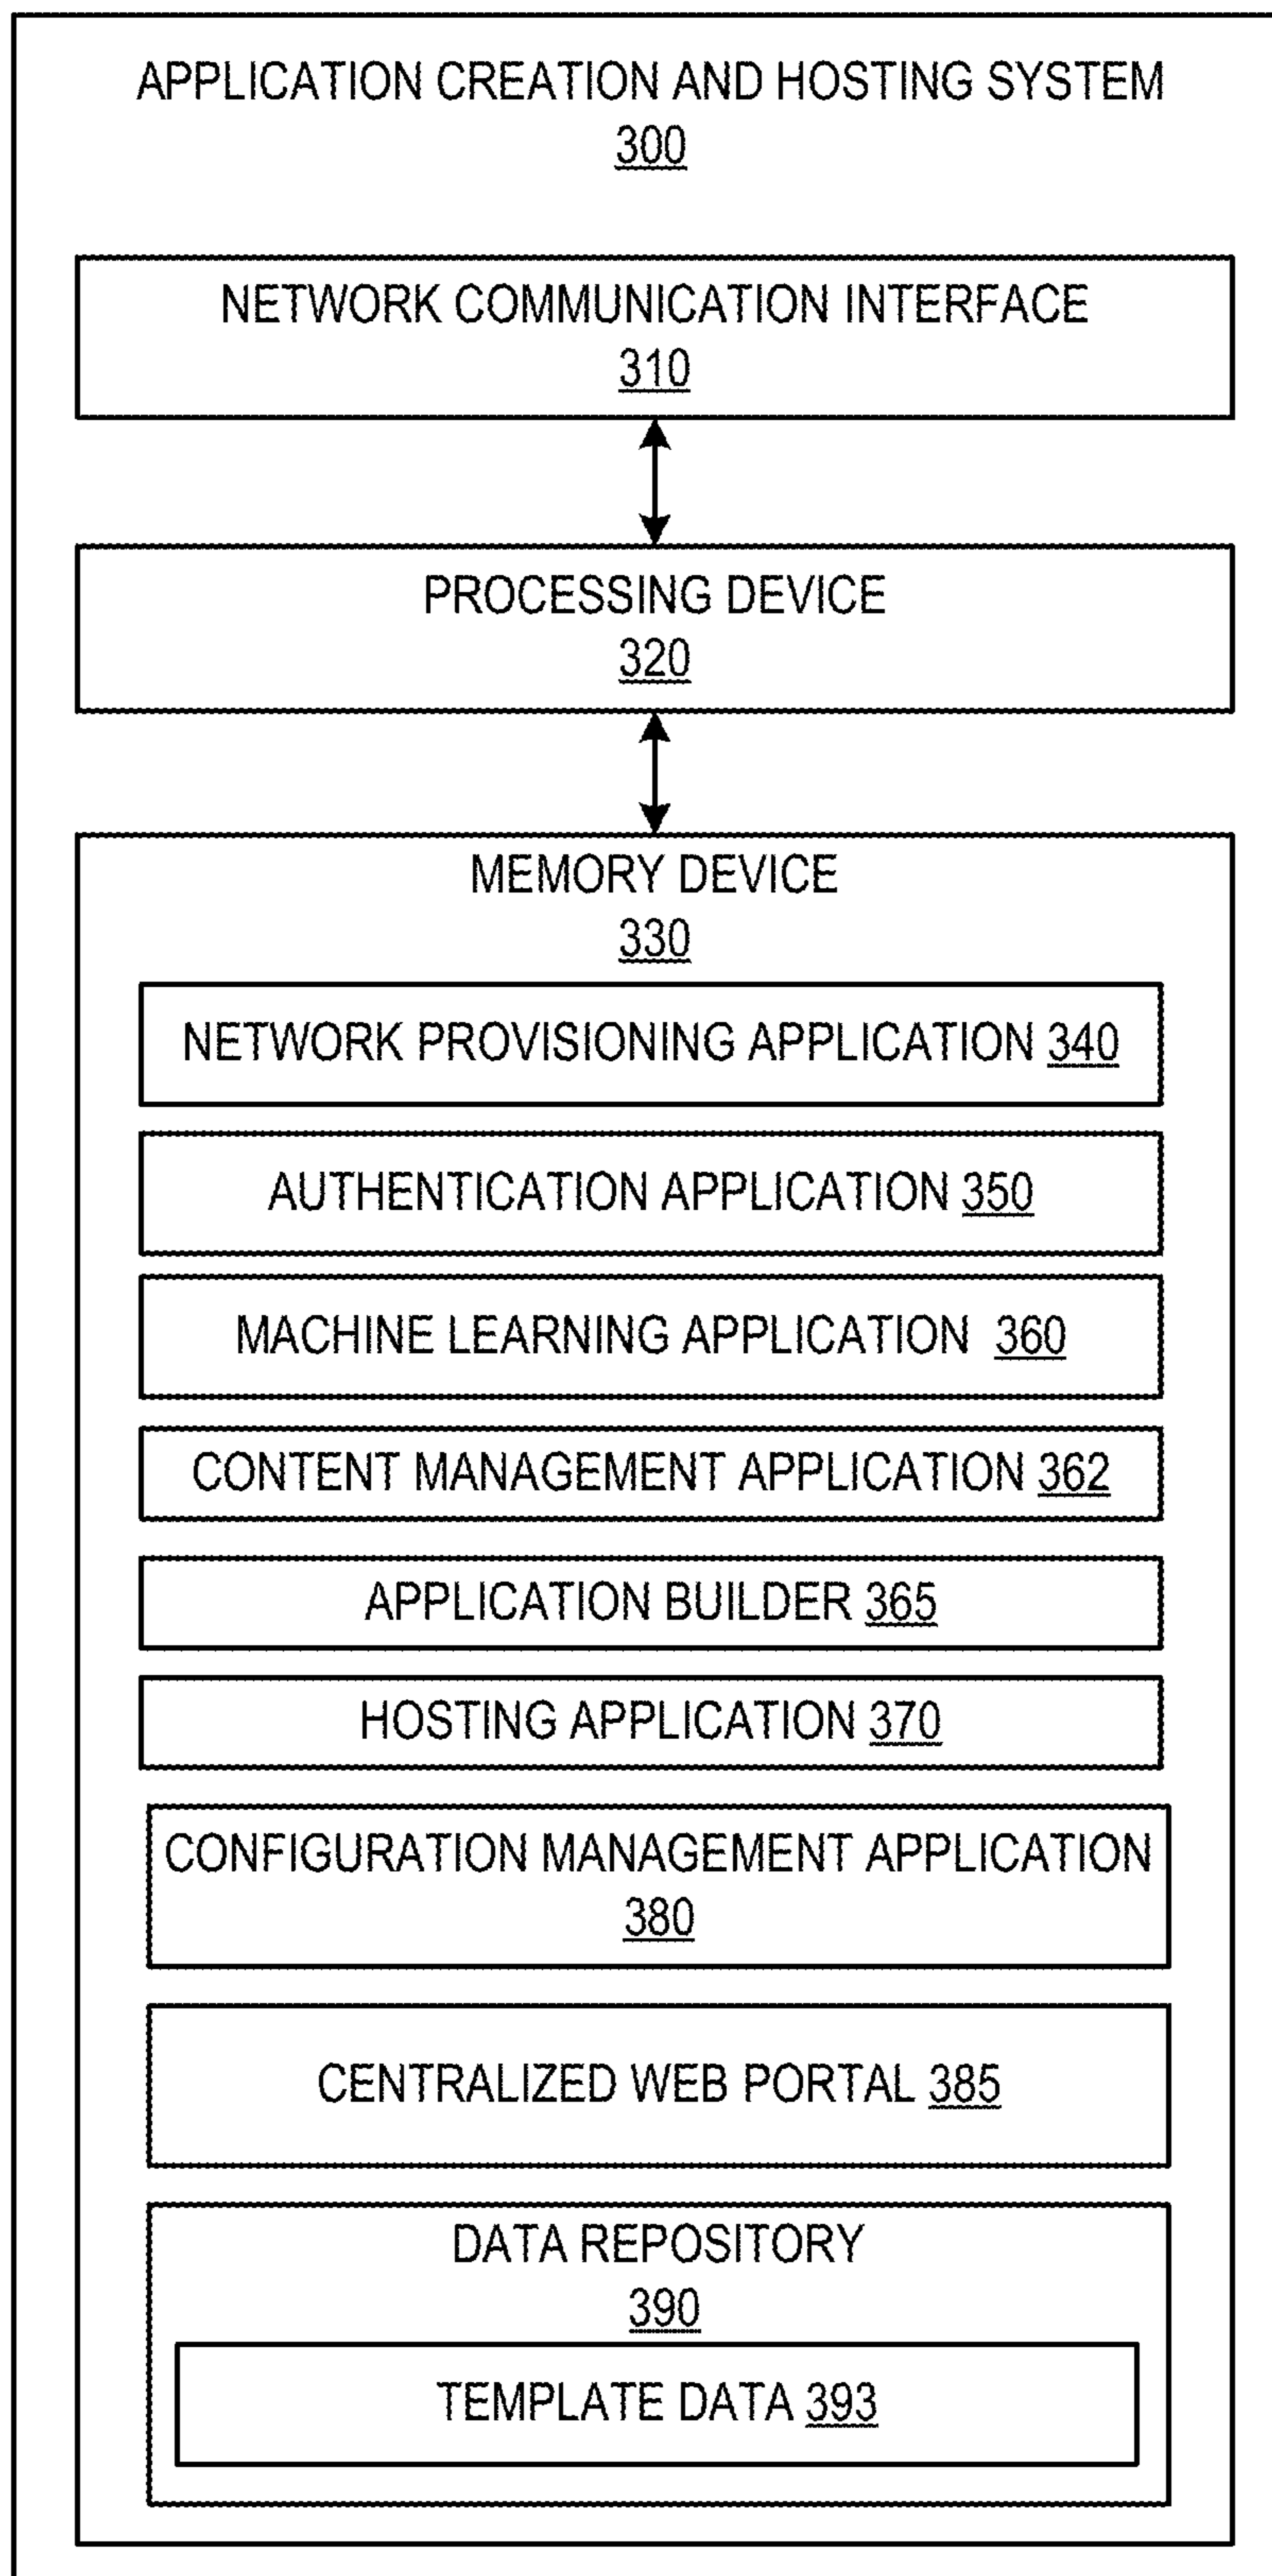 APPLICATION CREATION AND HOSTING SYSTEM
300
NETWORK COMMUNICATION INTERFACE
310
PROCESSING DEVICE
320
MEMORY DEVICE
330
NETWORK PROVISIONING APPLICATION 340
AUTHENTICATION APPLICATION 350
MACHINE LEARNING APPLICATION 360
CONTENT MANAGEMENT APPLICATION 362
APPLICATION BUILDER 365
HOSTING APPLICATION 370
CONFIGURATION MANAGEMENT APPLICATION
380
CENTRALIZED WEB PORTAL 385
DATA REPOSITORY
390
TEMPLATE DATA 393